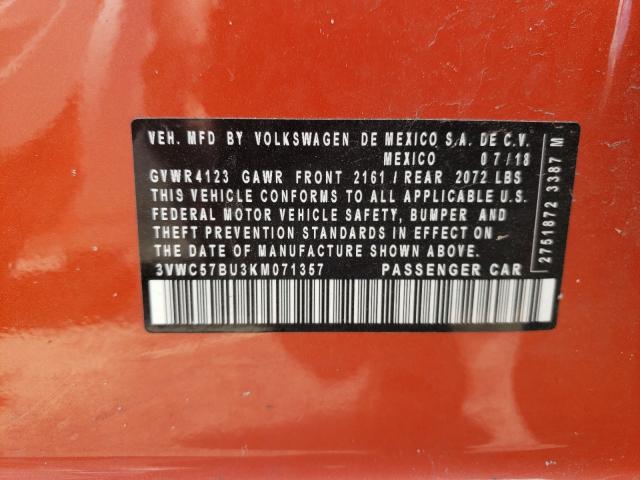 VEH. MFD BY VOLKSWAGEN DE MEXICO S.A. DE C.V.
MEXICO 07/18
GVWR4123 GAWR FRONT 2161/REAR 2072 LBS
THIS VEHICLE CONFORMS TO ALL APPLICABLE U.S.
FEDERAL MOTOR VEHICLE SAFETY, BUMPER AND
THEFT PREVENTION STANDARDS IN EFFECT ON
THE DATE OF MANUFACTURE SHOWN ABOVE.
3VWC57BU3KM071357 PASSENGER CAR
2751872 3387 M